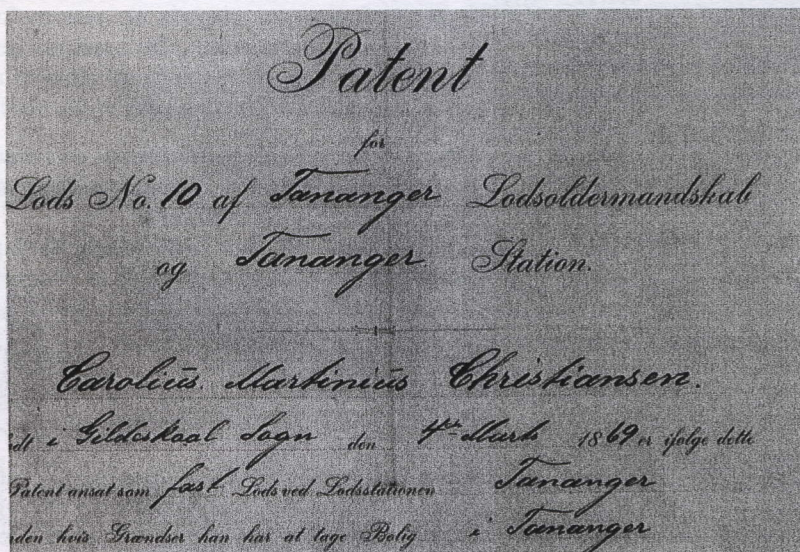 Patent
for
Lods No. 10 af Tananger Lodsoldermandskab
og Tananger Station.
Carolius Martinius Christiansen.
ødt i Gildeskaal Sogn den 4de Marts 1869 er ifølge dette
Patent ansat som fast Lods ved Lodsstationen Tananger
nden hvis Grændser han har at tage Bolig i Tananger